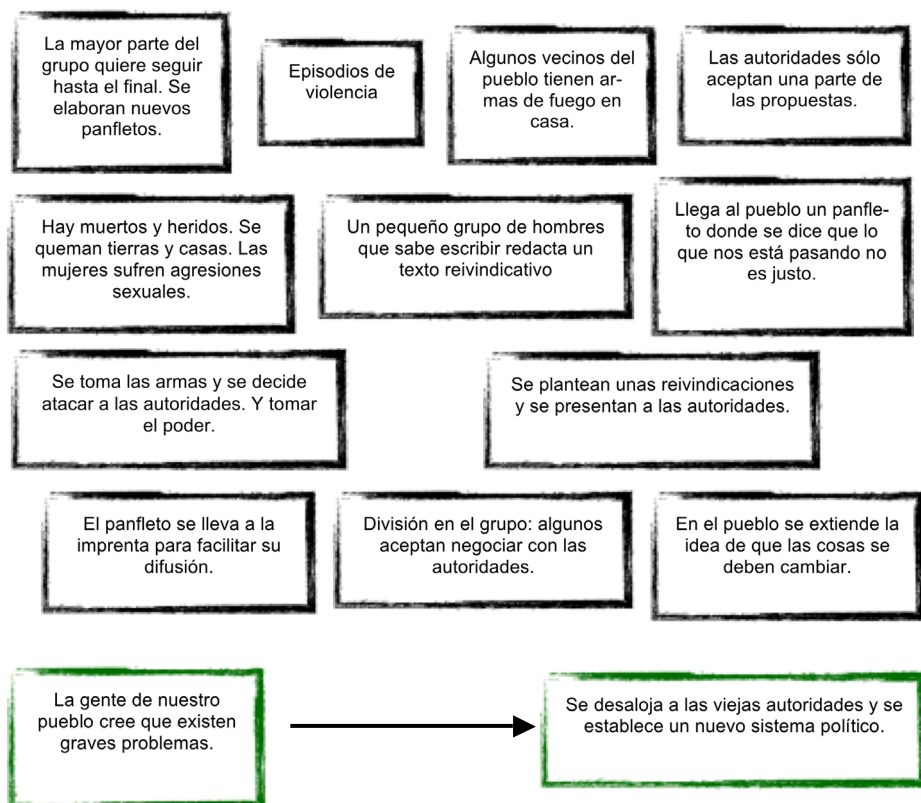 La mayor parte del
grupo quiere seguir
hasta el final. Se
elaboran nuevos
panfletos.
Episodios de
violencia
Algunos vecinos del
pueblo tienen ar-
mas de fuego en
casa.
Las autoridades sólo
aceptan una parte de
las propuestas.
Hay muertos y heridos. Se
queman tierras y casas. Las
mujeres sufren agresiones
sexuales.
Un pequeño grupo de hombres
que sabe escribir redacta un
texto reivindicativo
Llega al pueblo un panfle-
to donde se dice que lo
que nos está pasando no
es justo.
Se toma las armas y se decide
atacar a las autoridades. Y tomar
el poder.
Se plantean unas reivindicaciones
y se presentan a las autoridades.
El panfleto se lleva a la
imprenta para facilitar su
difusión.
División en el grupo: algunos
aceptan negociar con las
autoridades.
En el pueblo se extiende la
idea de que las cosas se
deben cambiar.
La gente de nuestro
pueblo cree que existen
graves problemas.
Se desaloja a las viejas autoridades y se
establece un nuevo sistema político.